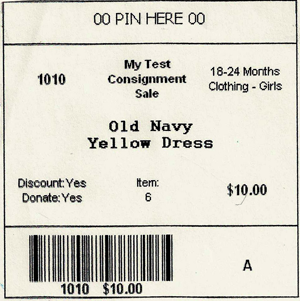 00 PIN HERE 00
1010
My Test
Consignment
Sale
18-24 Months
Clothing - Girls
Old Navy
Yellow Dress
Discount:Yes
Donate:Yes
Item:
6
$10.00
1010 $10.00
A